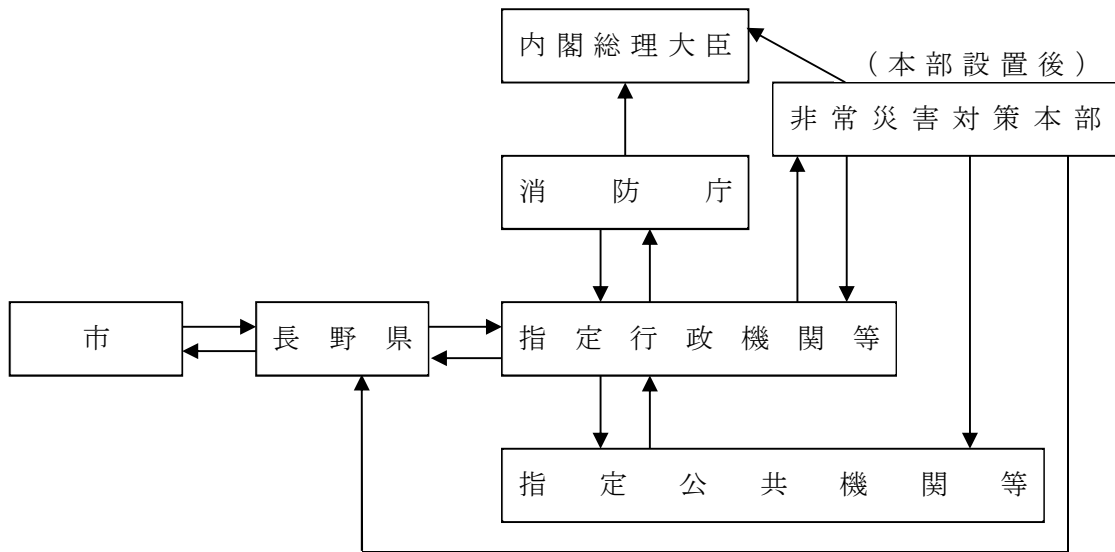 内閣総理大臣
(本部設置後)
非常災害対策本部
消防庁
市
長野県
指定行政機関等
指定公共機関等